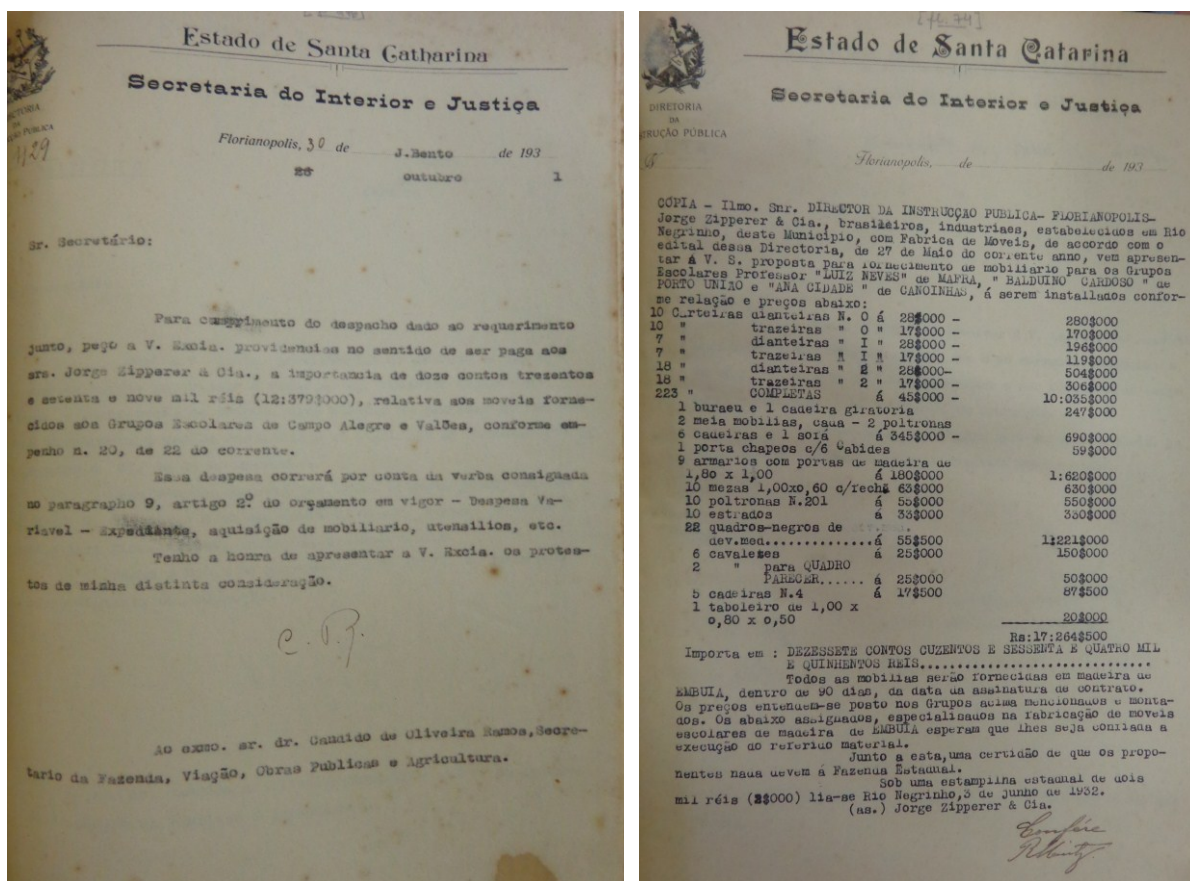 Estado de Santa Catharina
Secretaria do Interior e Justiça
Florianopolis, 30 de J.Bento de 193
28 outubro 1
Sr. Secretário:
Para cumprimento do despacho dado ao requerimento
junto, peço a V. Excia. providencias no sentido de ser paga aos
srs. Jorge Zipperer & Cia., a importancia de doze contos trezentos
e setenta e nove mil réis (12:379$000), relativa aos moveis forne-
cidos aos Grupos Escolares de Campo Alegre e Valões, conforme em-
penho n. 20, de 22 do corrente.
Essa despesa correrá por conta da verba consignada
no paragrapho 9, artigo 2º do orçamento em vigor - Despesa Va-
riavel - Expediente, aquisição de mobiliario, utensilios, etc.
Tenho a honra de apresentar a V. Excia. os protes-
tos de minha distinta consideração.
Ao exmo. sr. dr. Candido de Oliveira Ramos, Secre-
tario da Fazenda, Viação, Obras Publicas e Agricultura.
[fl. 74]
Estado de Santa Catarina
DIRETORIA
DA
INSTRUÇÃO PÚBLICA
Secretaria do Interior e Justiça
Florianopolis, de de 193
CÓPIA - Ilmo. Snr. DIRECTOR DA INSTRUCÇÃO PUBLICA- FLORIANOPOLIS-
Jorge Zipperer & Cia., brasileiros, industriaes, estabelecidos em Rio
Negrinho, deste Municipio, com Fabrica de Moveis, de accordo com o
edital dessa Directoria, de 27 de Maio do corrente anno, vem apresen-
tar á V. S. proposta para fornecimento de mobiliario para os Grupos
Escolares Professor "LUIZ NEVES" de MAFRA, " BALDUINO CARDOSO " de
PORTO UNIÃO e "ANA CIDADE " de CANOINHAS, á serem installados confor-
me relação e preços abaixo:
10 Carteiras dianteiras N. O á 28$000 - 280$000
10 " trazeiras " O " 17$000 - 170$000
7 " dianteiras " I " 28$000 - 196$000
7 " trazeiras " I " 17$000 - 119$000
18 " dianteiras " 2 " 28$000- 504$000
18 " trazeiras " 2 " 17$000 - 306$000
223 " COMPLETAS á 45$000 - 10:035$000
1 bureau e 1 cadeira giratoria 247$000
2 meia mobilias, cada - 2 poltronas
6 cadeiras e 1 sofá á 345$000 - 690$000
1 porta chapeos c/6 Cabides 59$000
9 armarios com portas de madeira de
1,80 x 1,00 á 180$000 1:620$000
10 mezas 1,00xo,60 c/rech á 63$000 630$000
10 poltronas N.201 á 55$000 550$000
10 estrados á 33$000 330$000
22 quadros-negros de
dev.med...............á 55$500 1:221$000
6 cavaletes á 25$000 150$000
2 " para QUADRO
PARECER...... á 25$000 50$000
5 cadeiras N.4 á 17$500 87$500
1 taboleiro de 1,00 x
0,80 x 0,50 20$000
Rs:17:264$500
Importa em : DEZESSETE CONTOS CUZENTOS E SESSENTA E QUATRO MIL
E QUINHENTOS REIS.............................
Todos as mobilias serão fornecidas em madeira de
EMBUIA, dentro de 90 dias, da data da assinatura de contrato.
Os preços entendem-se posto nos Grupos acima mencionados e monta-
dos. Os abaixo assignados, especialisados na fabricação de moveis
escolares de madeira de EMBUIA esperam que lhes seja confiada a
execução do referido material.
Junto a esta,uma certidão de que os propo-
nentes nada devem á Fazenda Estadual.
Sob uma estampilha estadual de dois
mil réis (2$000) lia-se Rio Negrinho,3 de junho de 1932.
(as.) Jorge Zipperer & Cia.
Confére